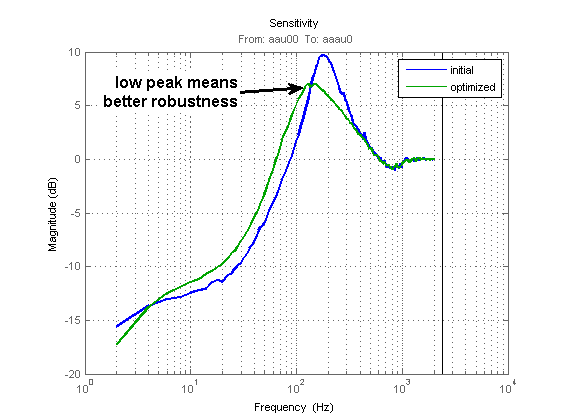 Sensitivity
From: aau00 To: aaau0
10
5
0
-5
-10
-15
-20
Magnitude (dB)
low peak means
better robustness
initial
optimized
10^0
10^1
10^2
10^3
10^4
Frequency (Hz)